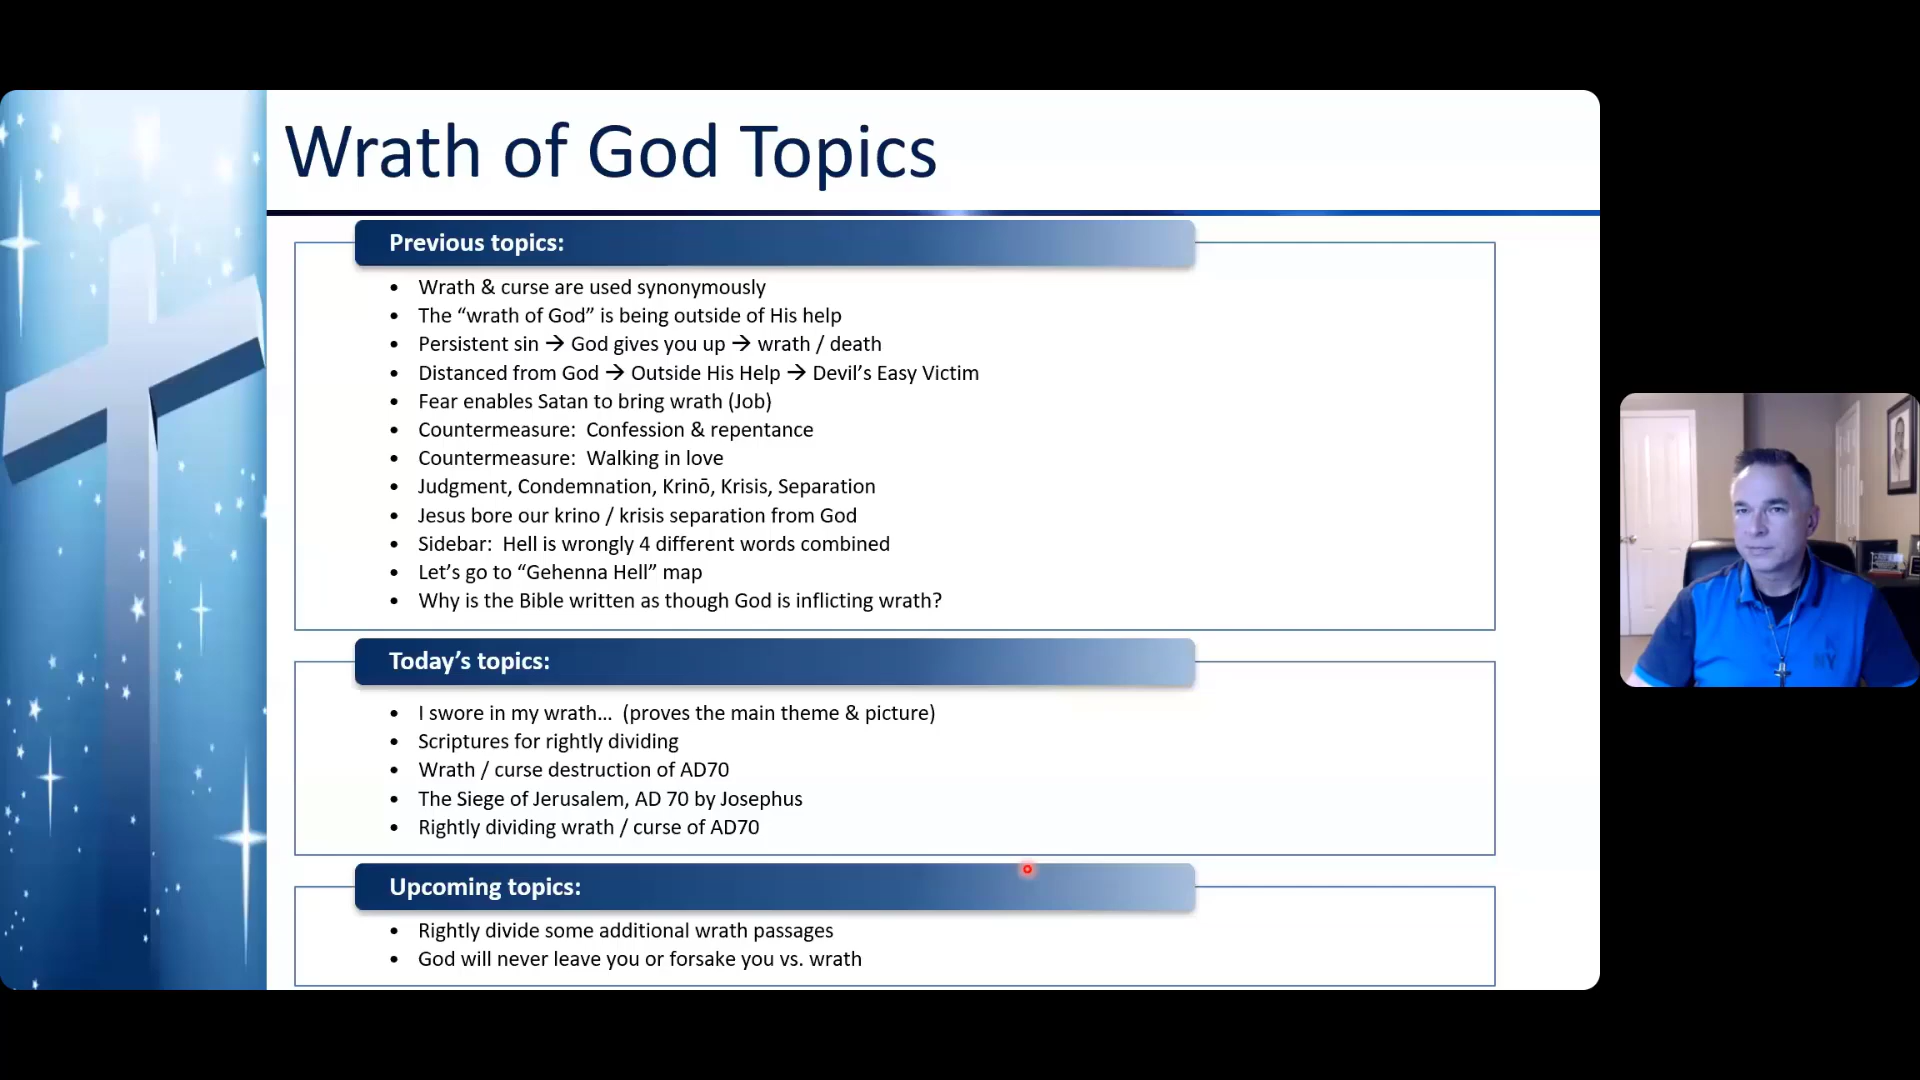 Wrath of God Topics
Previous topics:
• Wrath & curse are used synonymously
• The “wrath of God” is being outside of His help
• Persistent sin → God gives you up → wrath / death
• Distanced from God → Outside His Help → Devil’s Easy Victim
• Fear enables Satan to bring wrath (Job)
• Countermeasure:  Confession & repentance
• Countermeasure:  Walking in love
• Judgment, Condemnation, Krinō, Krisis, Separation
• Jesus bore our krino / krisis separation from God
• Sidebar:  Hell is wrongly 4 different words combined
• Let’s go to “Gehenna Hell” map
• Why is the Bible written as though God is inflicting wrath?
Today’s topics:
• I swore in my wrath…  (proves the main theme & picture)
• Scriptures for rightly dividing
• Wrath / curse destruction of AD70
• The Siege of Jerusalem, AD 70 by Josephus
• Rightly dividing wrath / curse of AD70
Upcoming topics:
• Rightly divide some additional wrath passages
• God will never leave you or forsake you vs. wrath
NY